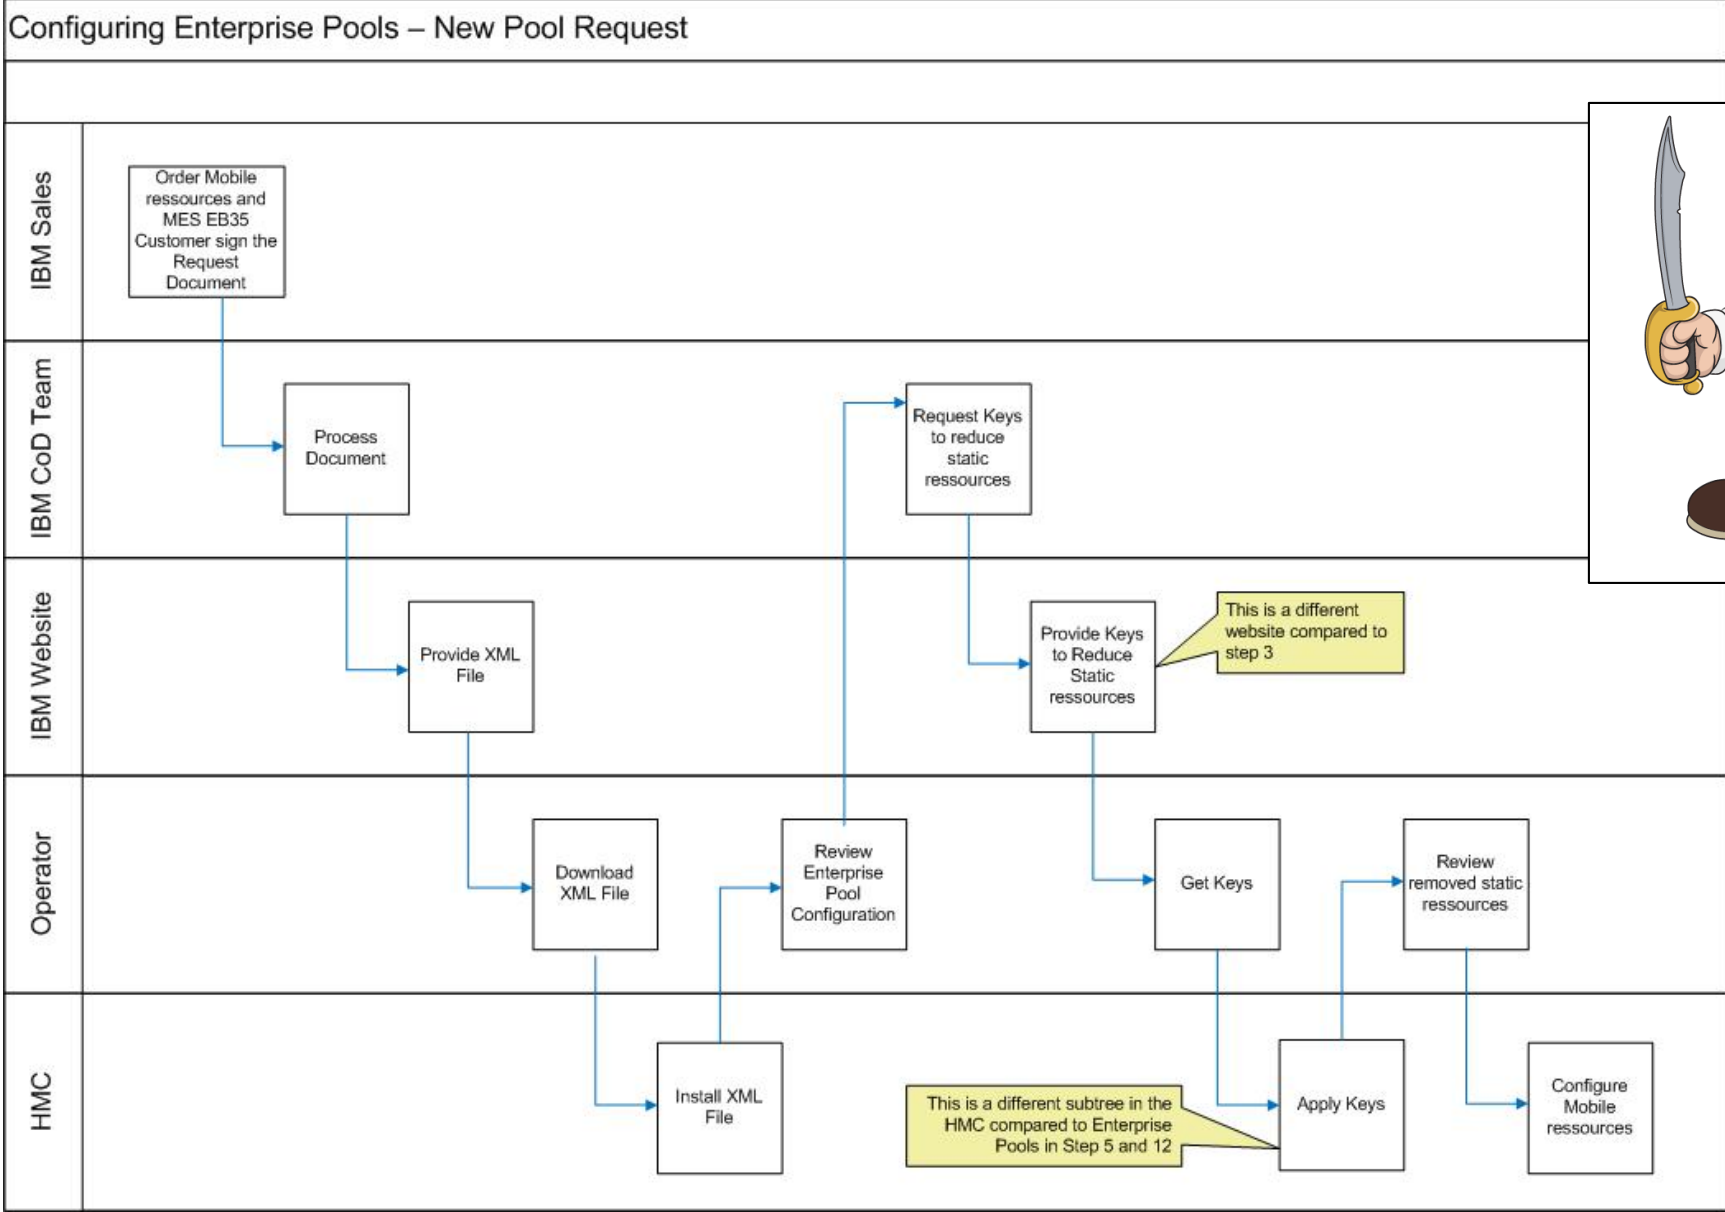 Configuring Enterprise Pools – New Pool Request
IBM Sales
Order Mobile
ressources and
MES EB35
Customer sign the
Request
Document
IBM CoD Team
Process
Document
Request Keys
to reduce
static
ressources
IBM Website
Provide XML
File
Provide Keys
to Reduce
Static
ressources
This is a different
website compared to
step 3
Operator
Download
XML File
Review
Enterprise
Pool
Configuration
Get Keys
Review
removed static
ressources
HMC
Install XML
File
This is a different subtree in the
HMC compared to Enterprise
Pools in Step 5 and 12
Apply Keys
Configure
Mobile
ressources